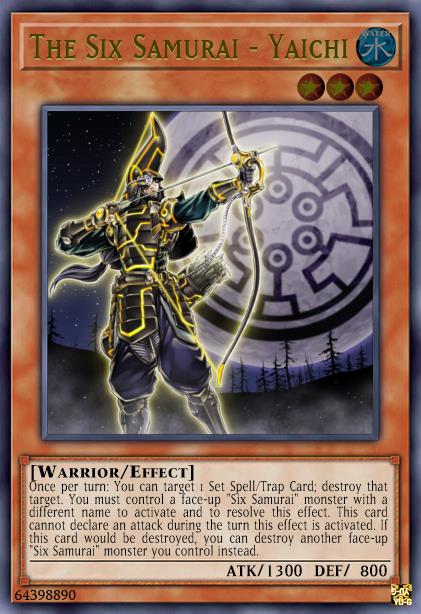 THE SIX SAMURAI - YAICHI
WATER
水
[WARRIOR/EFFECT]
Once per turn: You can target 1 Set Spell/Trap Card; destroy that
target. You must control a face-up "Six Samurai" monster with a
different name to activate and to resolve this effect. This card
cannot declare an attack during the turn this effect is activated. If
this card would be destroyed, you can destroy another face-up
"Six Samurai" monster you control instead.
ATK/1300 DEF/ 800
64398890